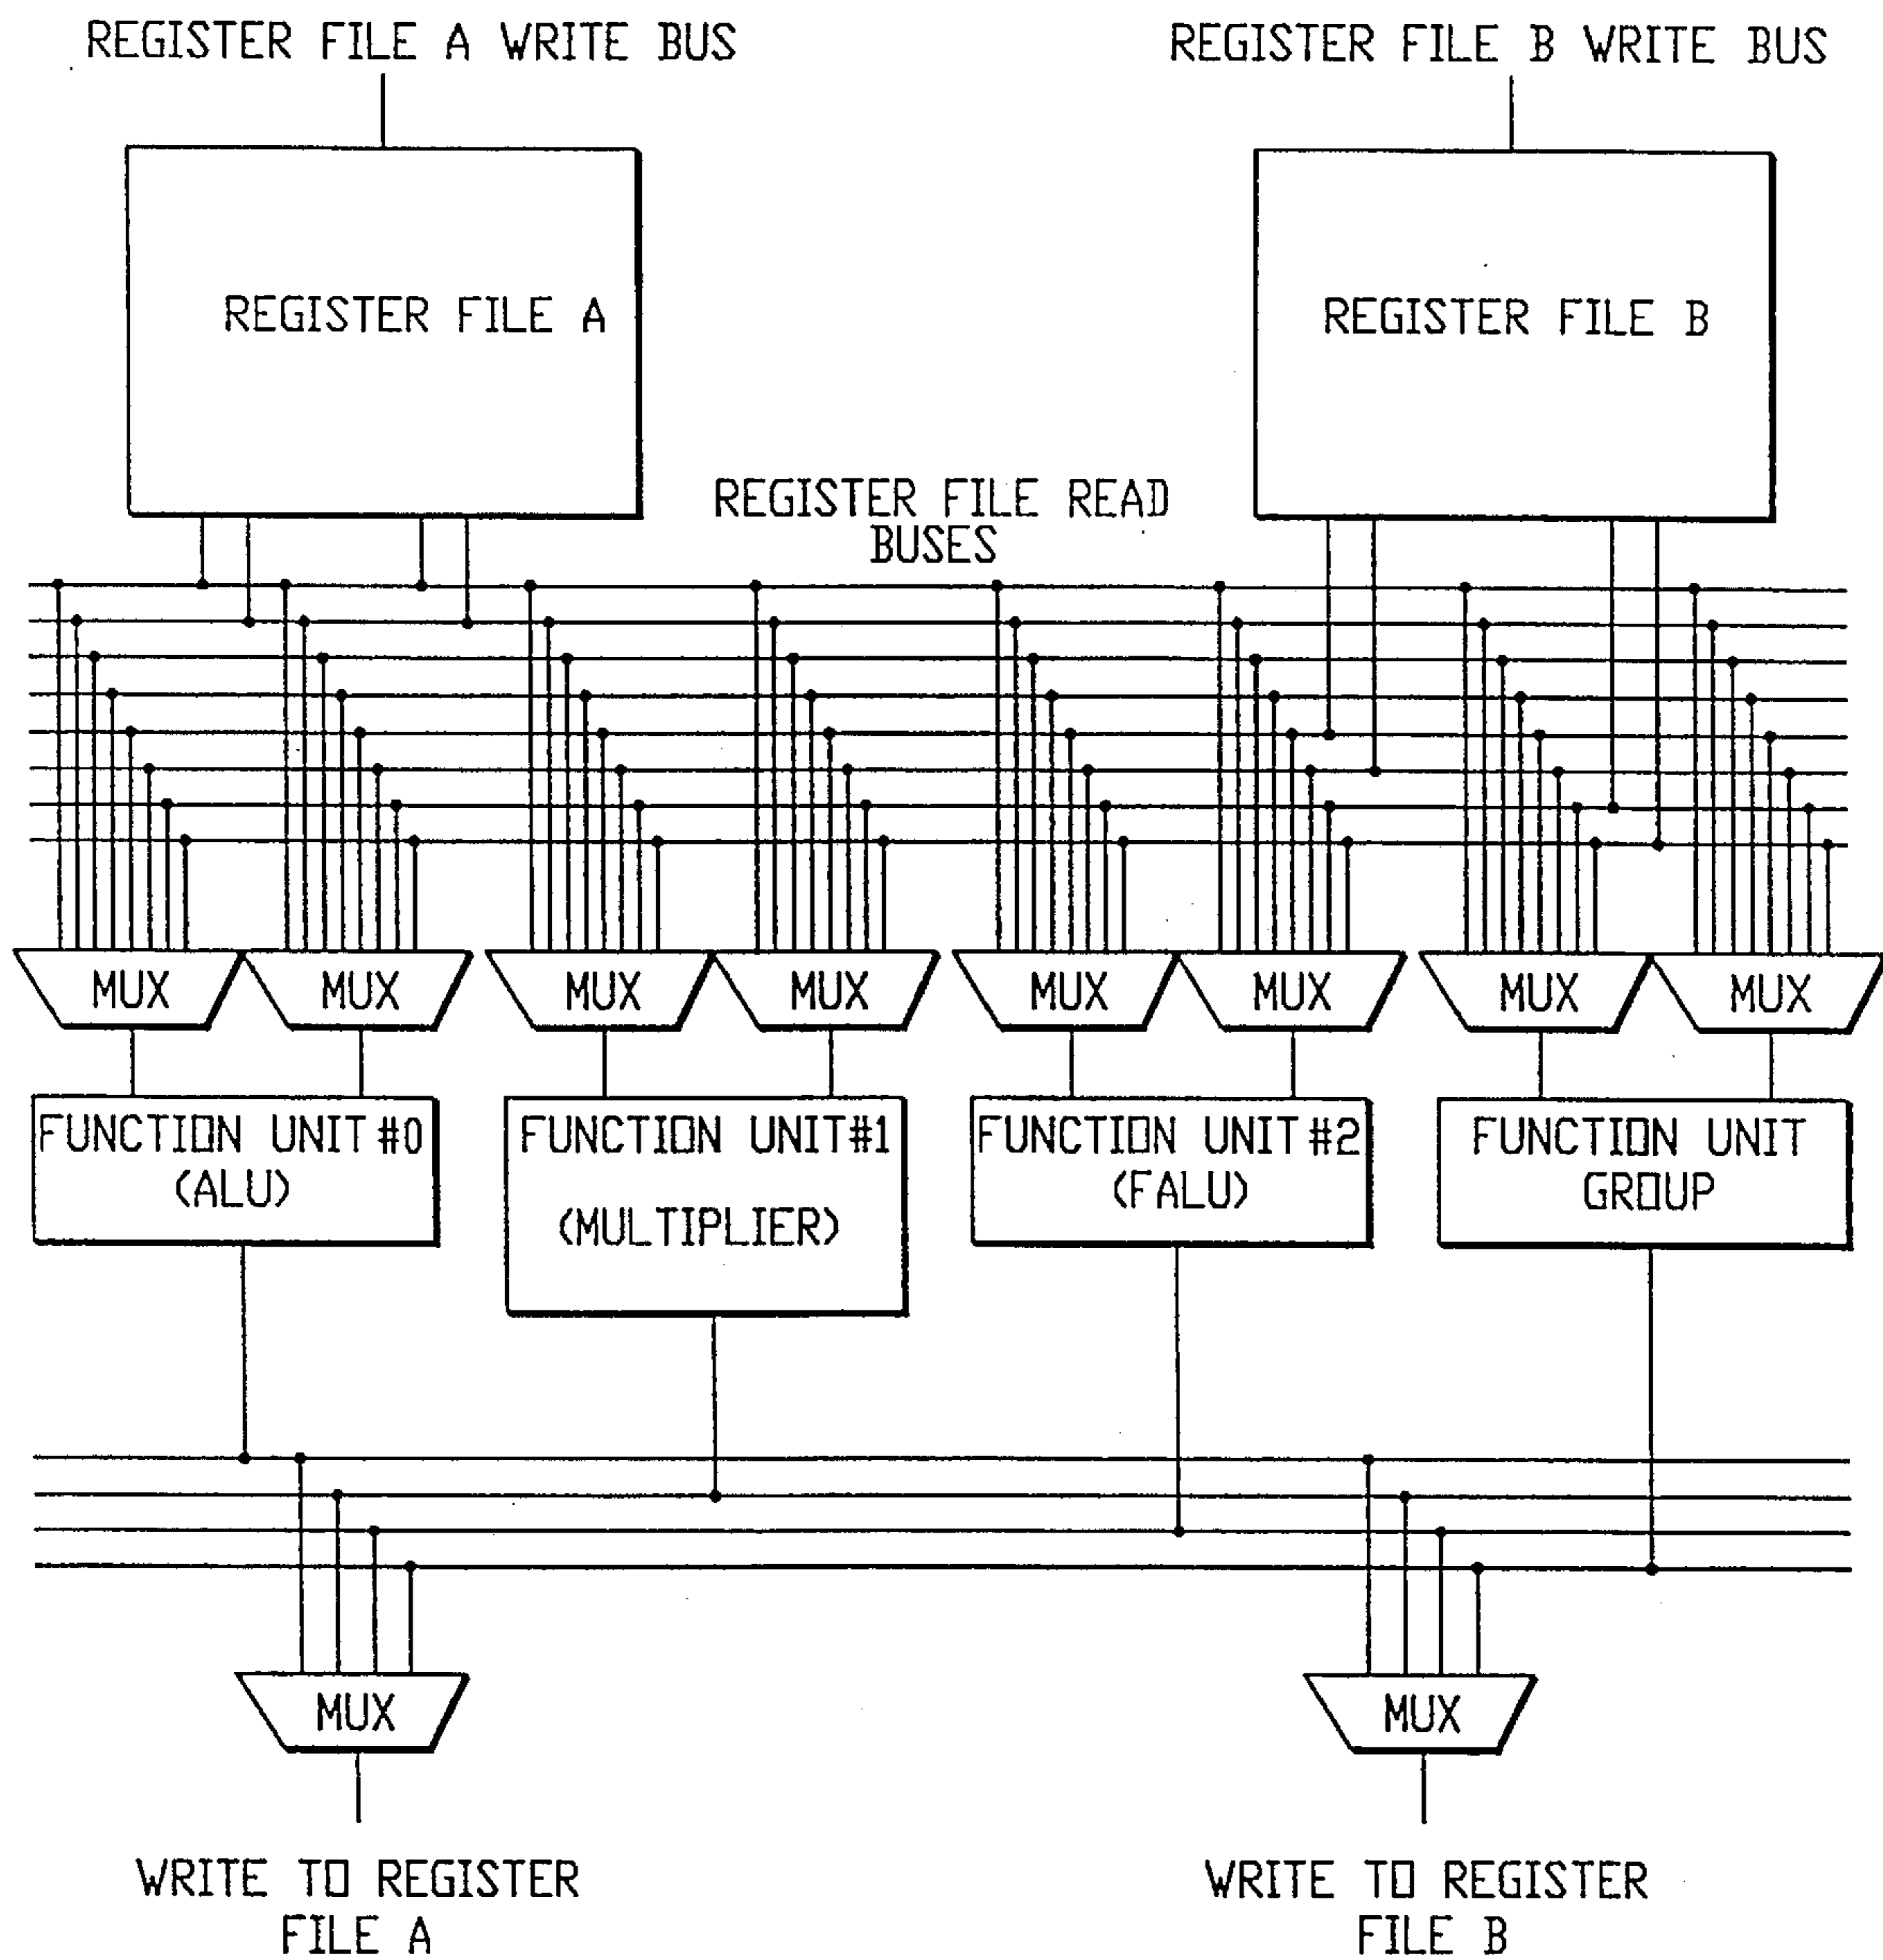 REGISTER FILE A WRITE BUS
REGISTER FILE B WRITE BUS
REGISTER FILE A
REGISTER FILE B
REGISTER FILE READ
BUSES
MUX
MUX
MUX
MUX
MUX
MUX
MUX
MUX
FUNCTION UNIT #0
(ALU)
FUNCTION UNIT #1
(MULTIPLIER)
FUNCTION UNIT #2
(FALU)
FUNCTION UNIT
GROUP
MUX
MUX
WRITE TO REGISTER
FILE A
WRITE TO REGISTER
FILE B